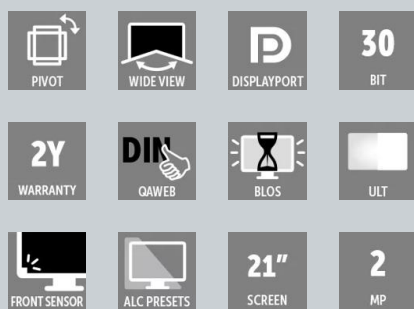 PIVOT
WIDE VIEW
DISPLAYPORT
30
BIT
2Y
WARRANTY
DIN
QAWEB
BLOS
ULT
FRONT SENSOR
ALC PRESETS
21"
SCREEN
2
MP